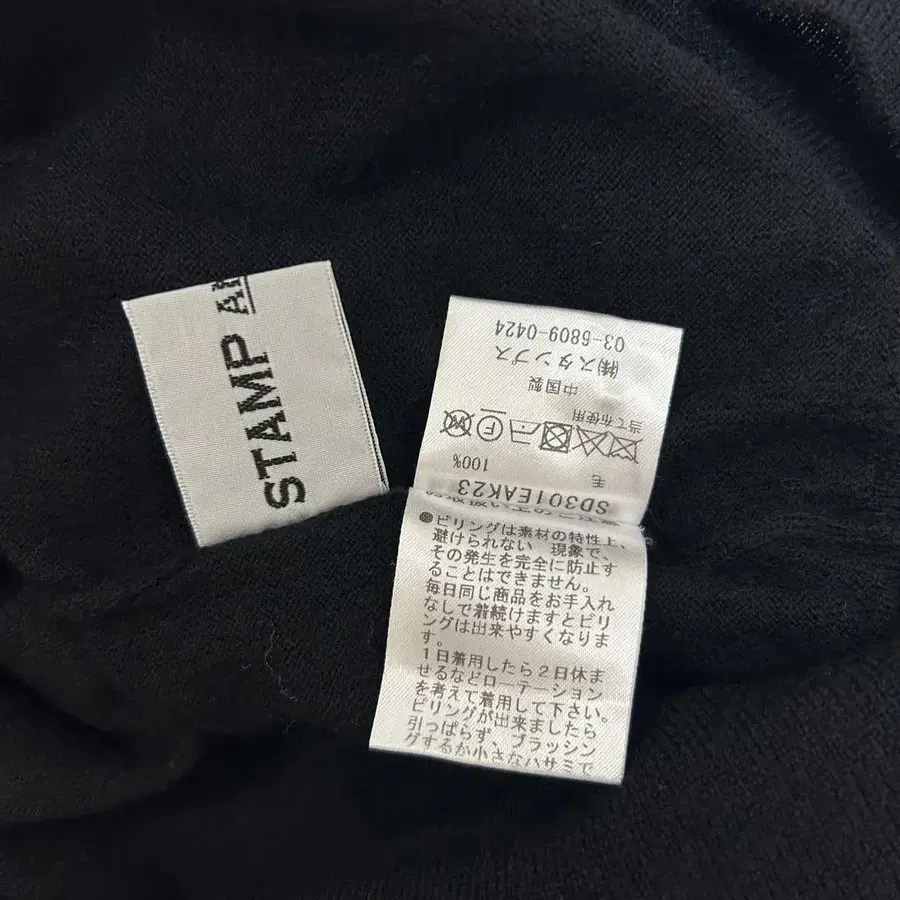 STAMP AN
SD301EAK23
毛
100%
当て布使用
中国製
㈱スタンプス
03-5809-0424
●ピリングは素材の特性上、
避けられない 現象で、
その発生を完全に防止す
ることはできません。
毎日同じ商品をお手入れ
なしで着続けますとピリ
ングは出来やすくなりま
す。
1日着用したら2日休ま
せるなどローテーション
を考えて着用して下さい。
ピリングが出来ましたら
引っぱらず、ブラッシン
グするか小さなハサミで